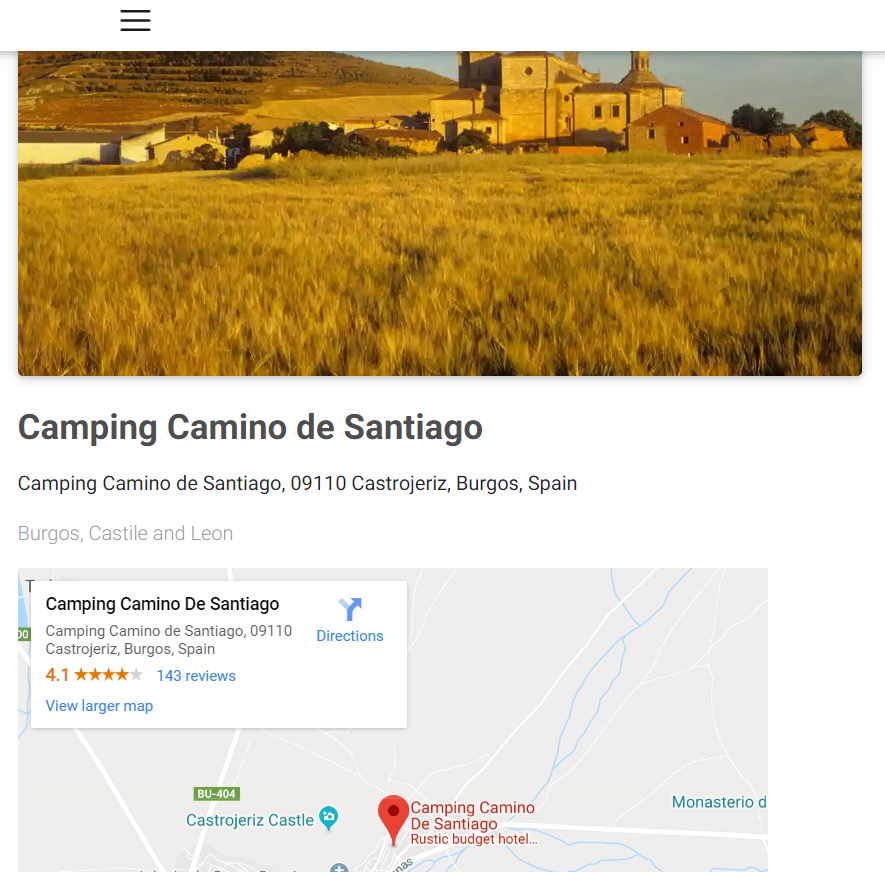 Camping Camino de Santiago
Camping Camino de Santiago, 09110 Castrojeriz, Burgos, Spain
Burgos, Castile and Leon
Camping Camino De Santiago
Directions
Camping Camino de Santiago, 09110
Castrojeriz, Burgos, Spain
4.1
143 reviews
View larger map
BU-404
Castrojeriz Castle
Camping Camino
De Santiago
Rustic budget hotel...
Monasterio d